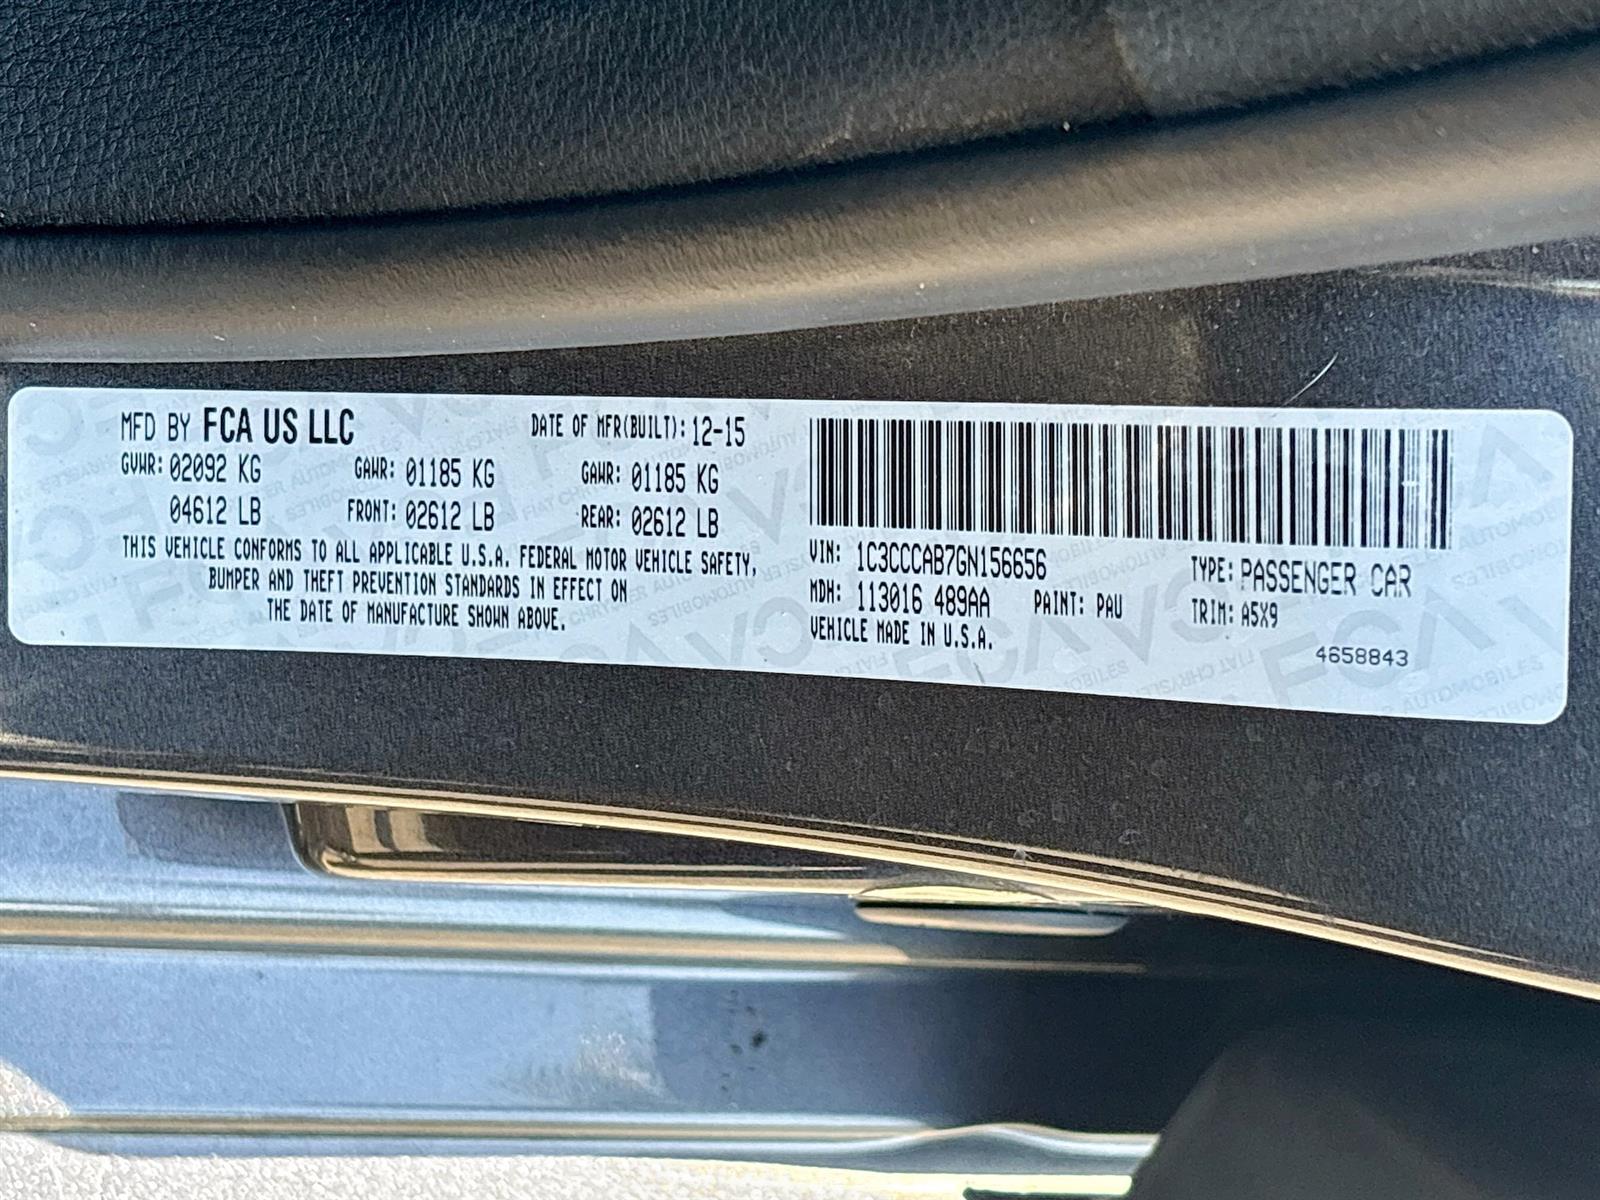 MFD BY FCA US LLC DATE OF MFR(BUILT): 12-15
GVWR: 02092 KG GAWR: 01185 KG GAWR: 01185 KG
04612 LB FRONT: 02612 LB REAR: 02612 LB
THIS VEHICLE CONFORMS TO ALL APPLICABLE U.S.A. FEDERAL MOTOR VEHICLE SAFETY,
BUMPER AND THEFT PREVENTION STANDARDS IN EFFECT ON
THE DATE OF MANUFACTURE SHOWN ABOVE.
VIN: 1C3CCCAB7GN156656 TYPE: PASSENGER CAR
MDH: 113016 489AA PAINT: PAU TRIM: A5X9
VEHICLE MADE IN U.S.A.
4658843